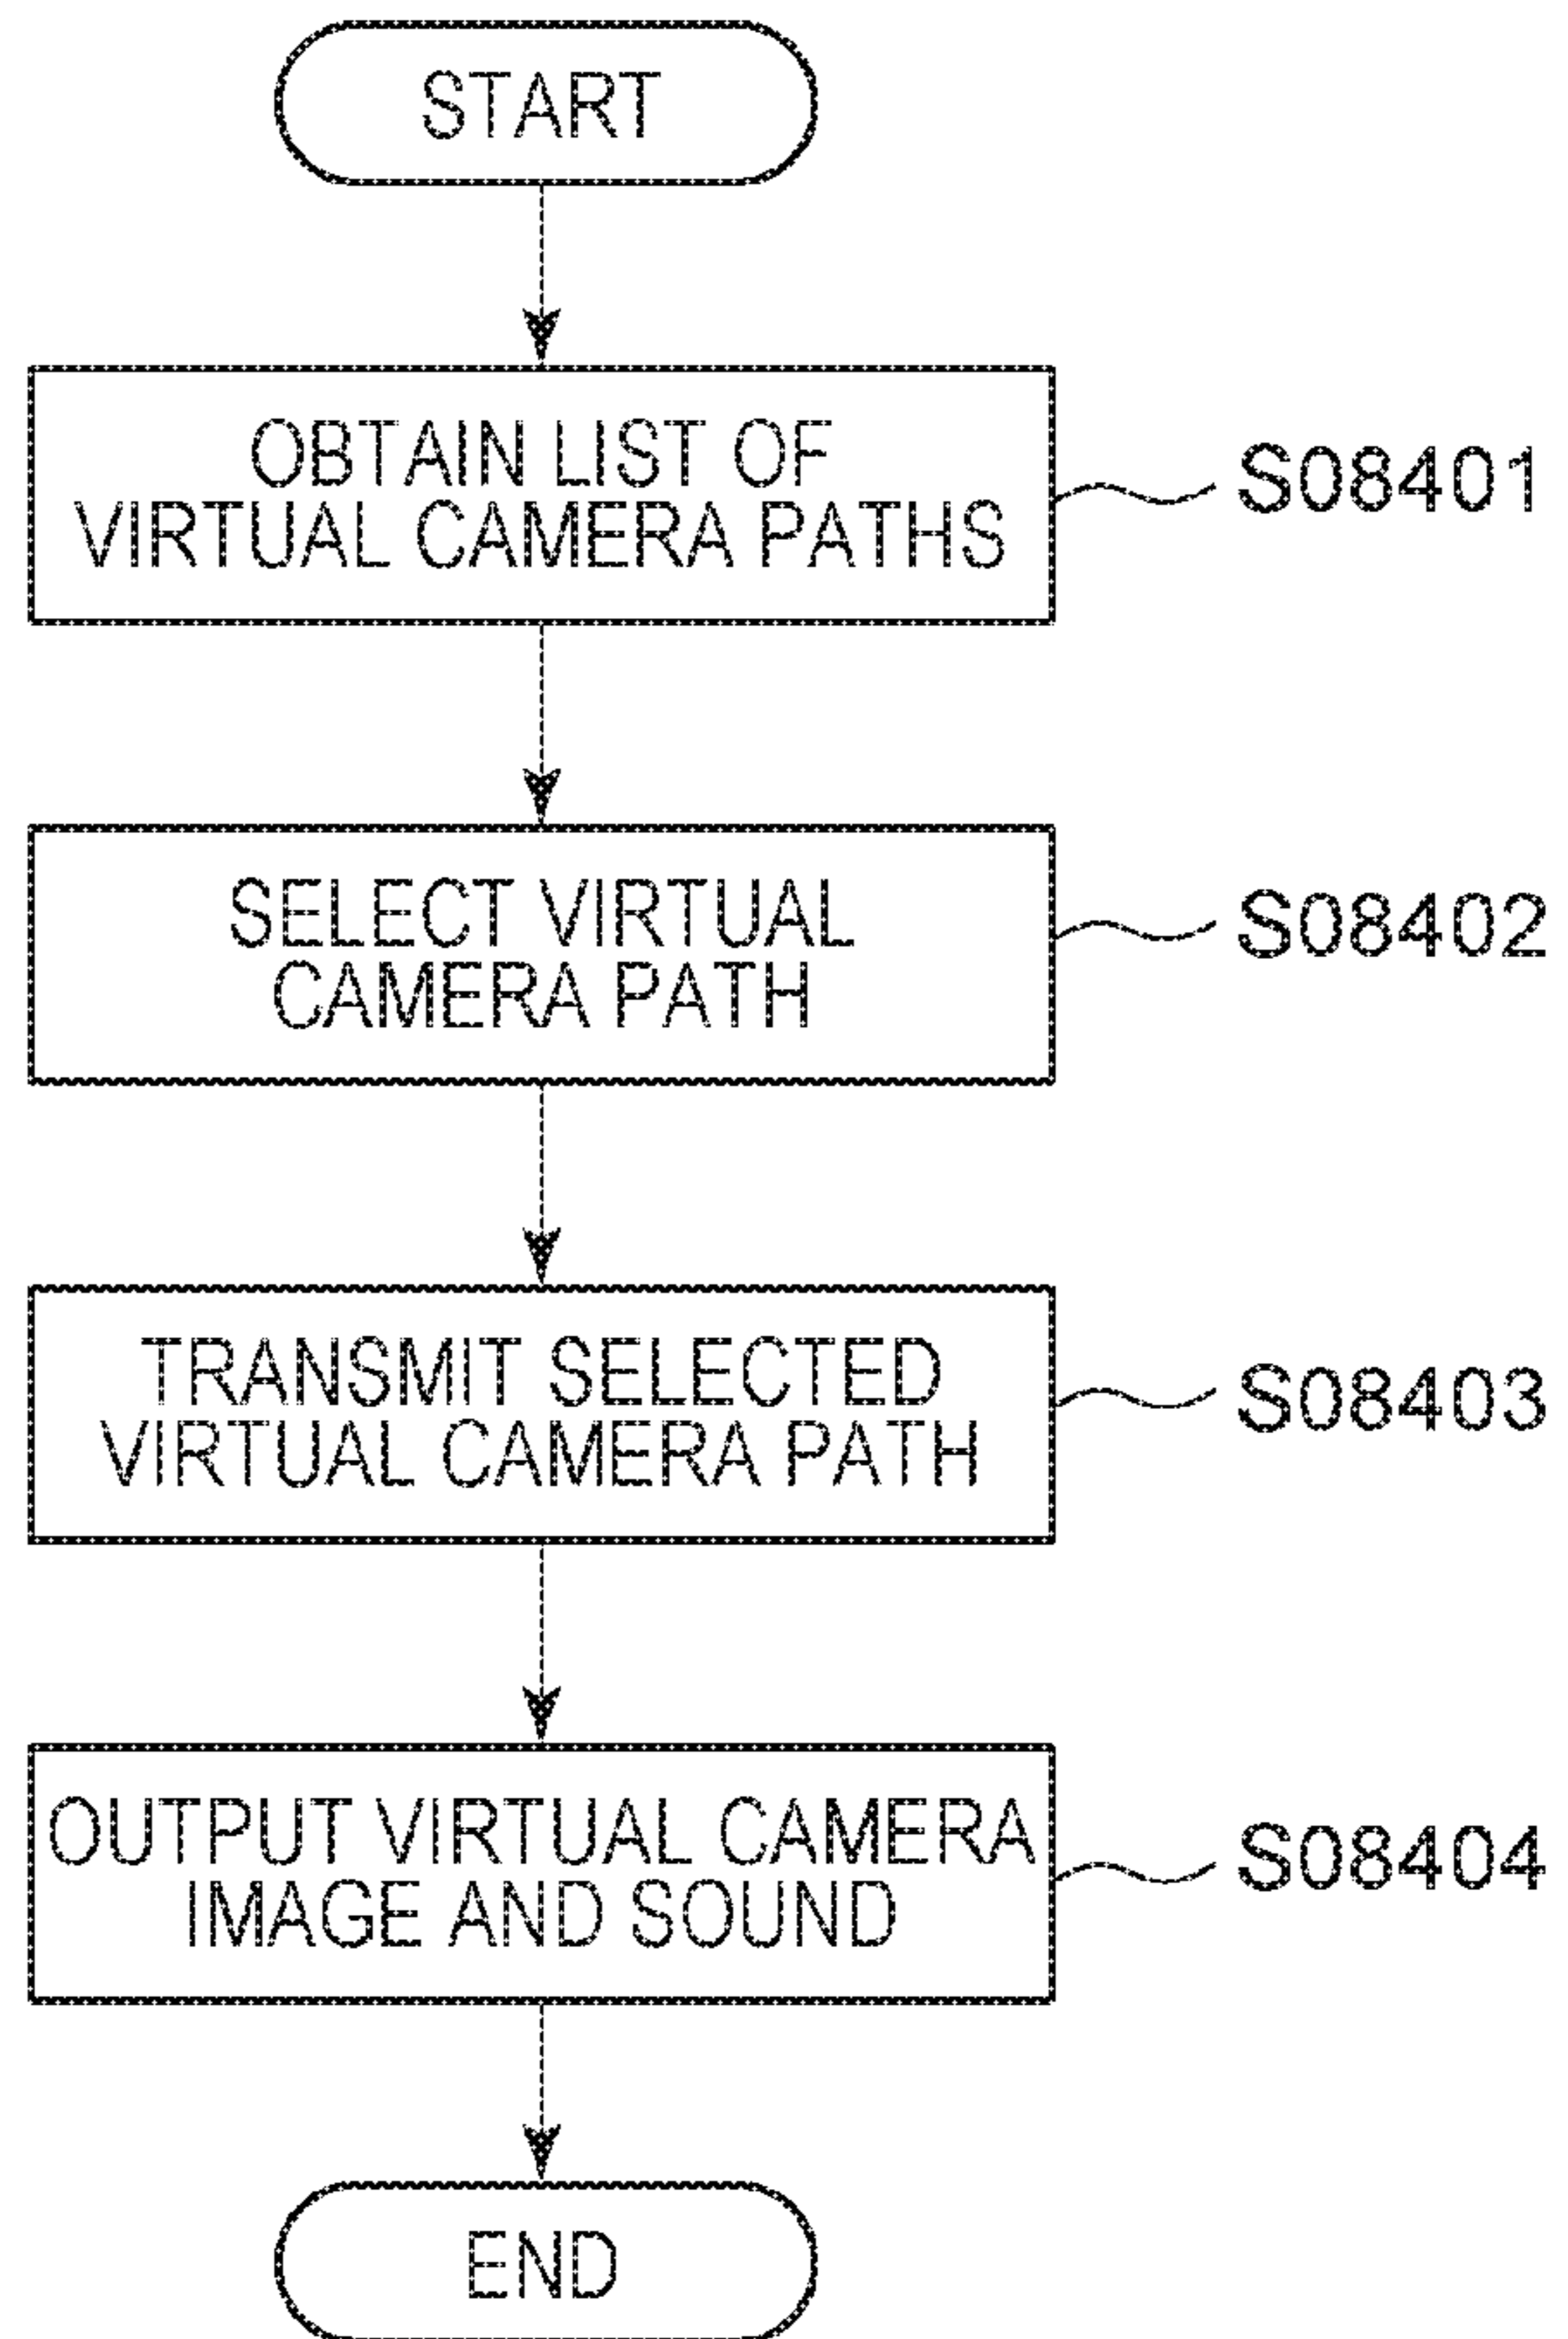 START
OBTAIN LIST OF
VIRTUAL CAMERA PATHS
S08401
SELECT VIRTUAL
CAMERA PATH
S08402
TRANSMIT SELECTED
VIRTUAL CAMERA PATH
S08403
OUTPUT VIRTUAL CAMERA
IMAGE AND SOUND
S08404
END